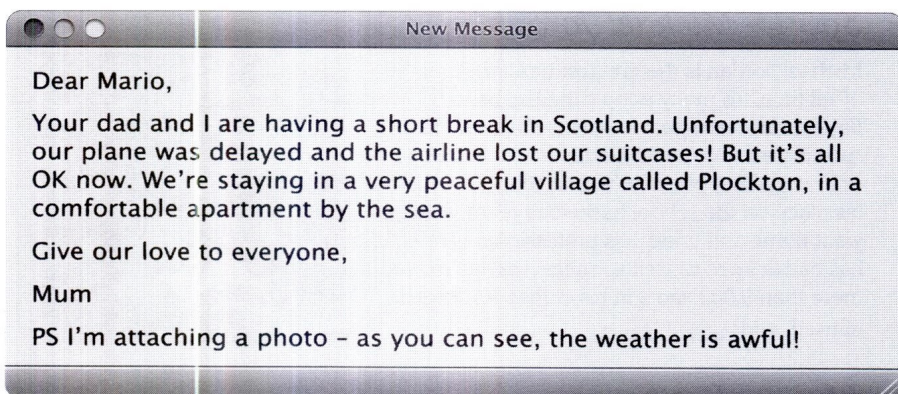 New Message
Dear Mario,
Your dad and I are having a short break in Scotland. Unfortunately,
our plane was delayed and the airline lost our suitcases! But it's all
OK now. We're staying in a very peaceful village called Plockton, in a
comfortable apartment by the sea.
Give our love to everyone,
Mum
PS I'm attaching a photo – as you can see, the weather is awful!